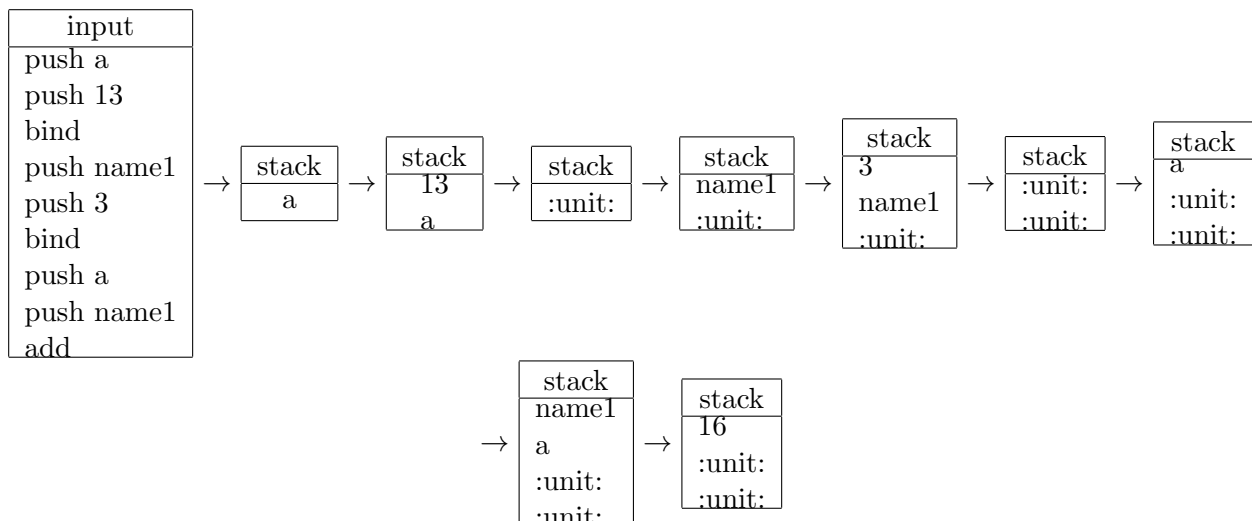 input
push a
push 13
bind
push name1
push 3
bind
push a
push name1
add
→
stack
a
→
stack
13
a
→
stack
:unit:
→
stack
name1
:unit:
→
stack
3
name1
:unit:
→
stack
:unit:
:unit:
→
stack
a
:unit:
:unit:
→
stack
name1
a
:unit:
:unit:
→
stack
16
:unit:
:unit: